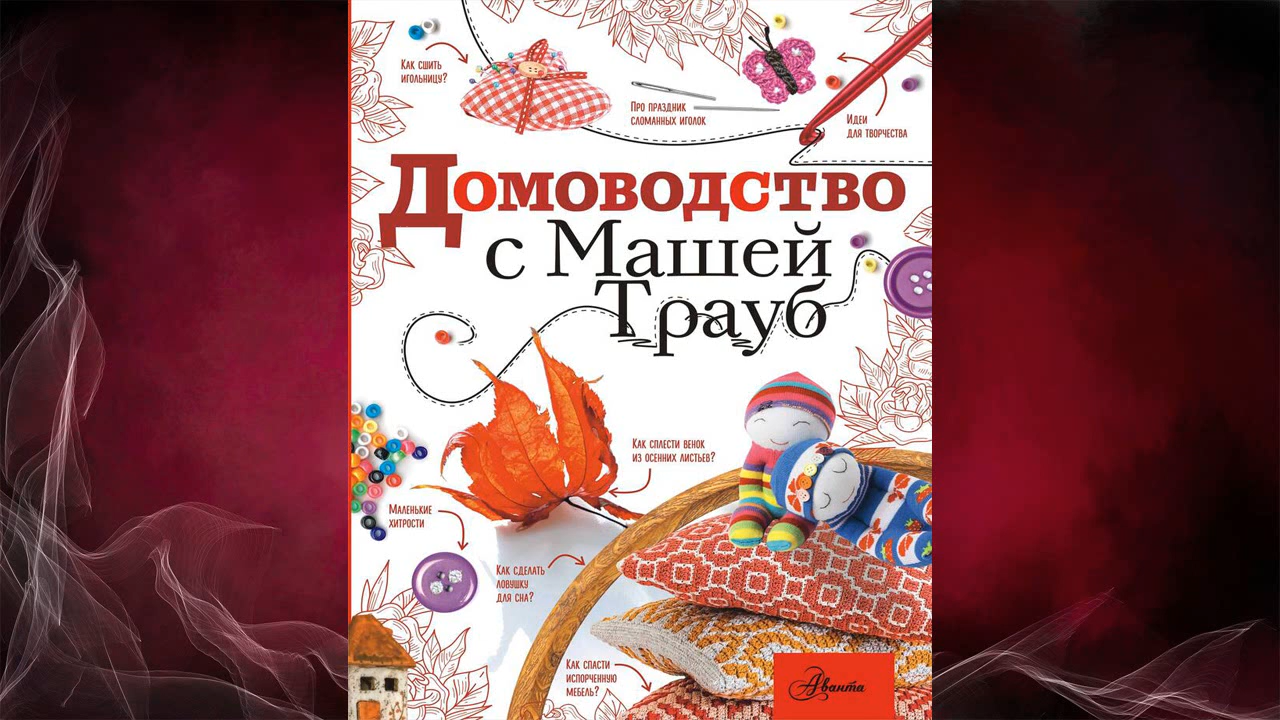 Как сшить
игольницу?
Про праздник
сломанных иголок
Идеи
для творчества
Домоводство
с Машей
Трауб
Как сплести венок
из осенних листьев?
Маленькие
хитрости
Как сделать
ловушку
для сна?
Как спасти
испорченную
мебель?
Аванта